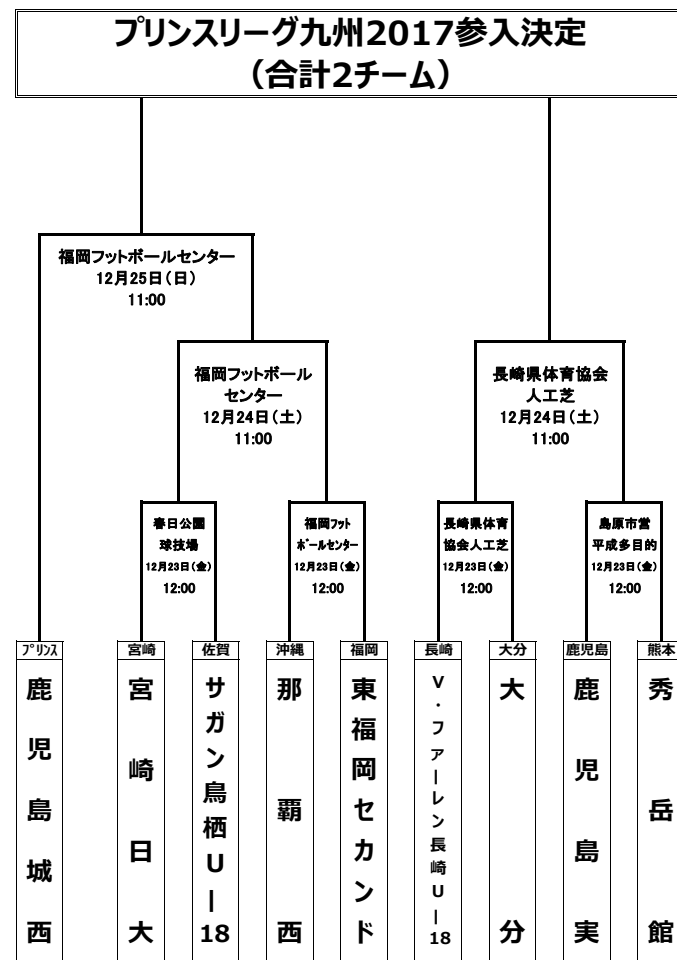 プリンスリーグ九州2017参入決定
（合計2チーム）
福岡フットボールセンター
12月25日（日）
11:00
福岡フットボール
センター
12月24日（土）
11:00
長崎県体育協会
人工芝
12月24日（土）
11:00
春日公園
球技場
12月23日（金）
12:00
福岡フット
ボールセンター
12月23日（金）
12:00
長崎県体育
協会人工芝
12月23日（金）
12:00
島原市営
平成多目的
12月23日（金）
12:00
プリンス
宮崎
佐賀
沖縄
福岡
長崎
大分
鹿児島
熊本
鹿児島城西
宮崎日大
サガン鳥栖U－18
那覇西
東福岡セカンド
V・ファーレン長崎U－18
大分
鹿児島実
秀岳館